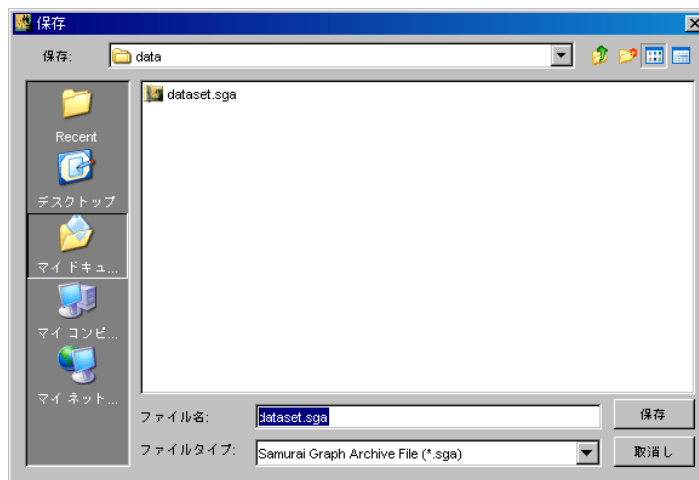 保存
保存: data
dataset.sga
Recent
デスクトップ
マイ ドキュ...
マイ コンピ...
マイ ネット...
ファイル名: dataset.sga 保存
ファイルタイプ: Samurai Graph Archive File (*.sga) 取消し